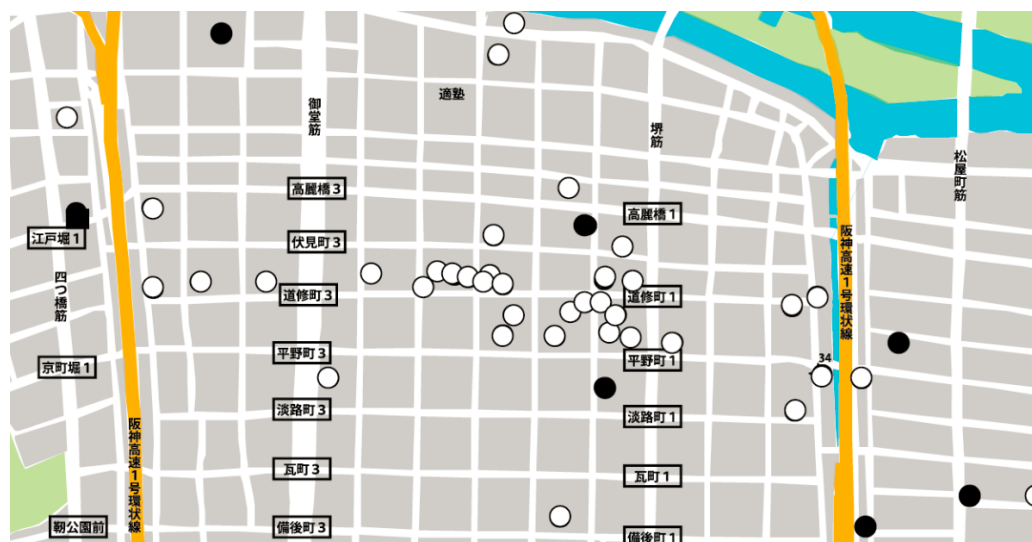 適塾
御堂筋
堺筋
松屋町筋
高麗橋3
高麗橋1
江戸堀1
伏見町3
阪神高速1号環状線
四つ橋筋
道修町3
道修町1
平野町3
平野町1
34
京町堀1
淡路町3
淡路町1
阪神高速1号環状線
瓦町3
瓦町1
靭公園前
備後町3
備後町1